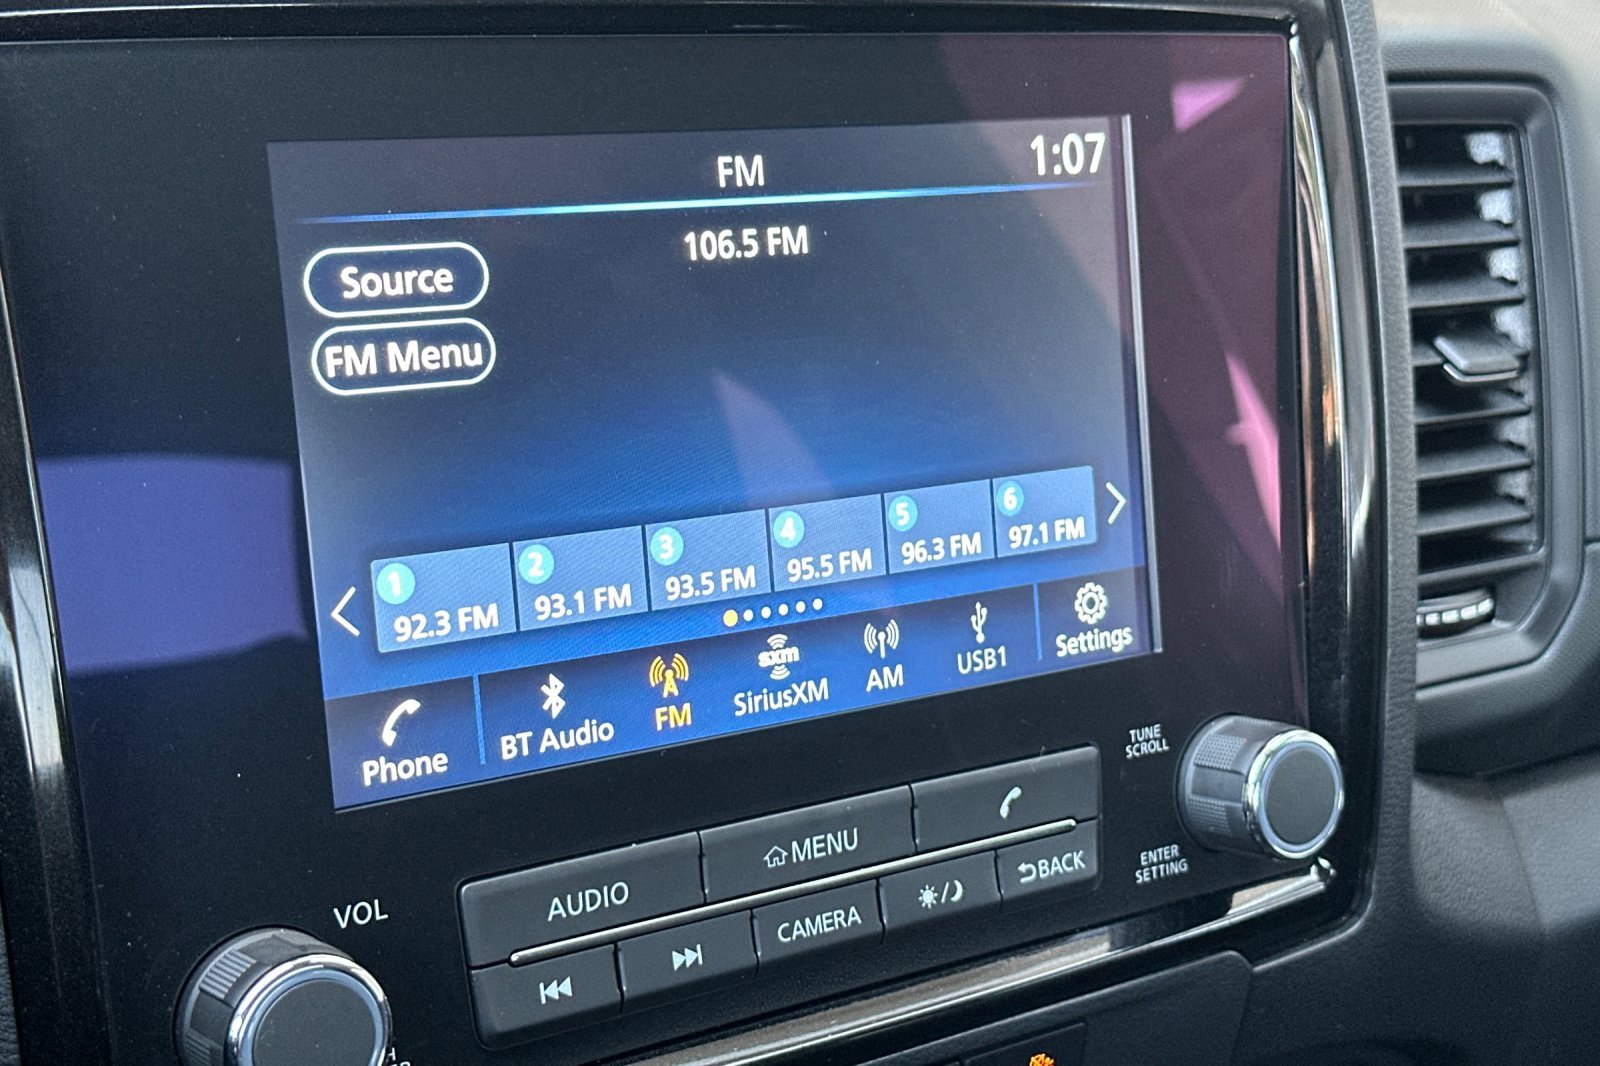 FM
1:07
106.5 FM
Source
FM Menu
1
92.3 FM
2
93.1 FM
3
93.5 FM
4
95.5 FM
5
96.3 FM
6
97.1 FM
Phone
BT Audio
FM
sxm
SiriusXM
AM
USB1
Settings
TUNE
SCROLL
MENU
AUDIO
BACK
CAMERA
ENTER
SETTING
VOL